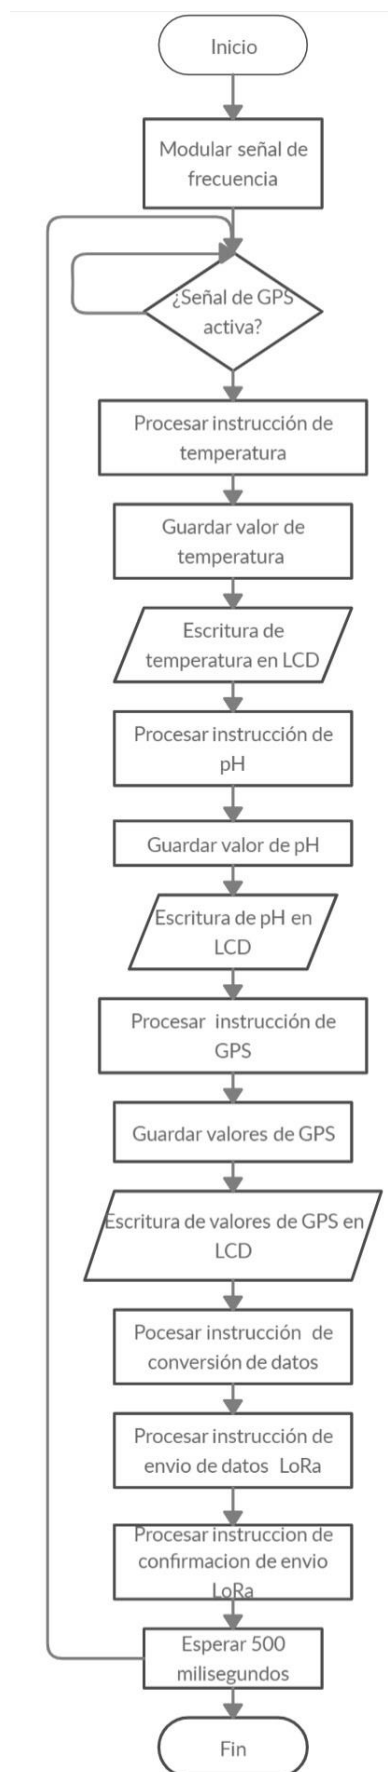 Inicio
Modular señal de
frecuencia
¿Señal de GPS
activa?
Procesar instrucción de
temperatura
Guardar valor de
temperatura
Escritura de
temperatura en LCD
Procesar instrucción de
pH
Guardar valor de pH
Escritura de pH en
LCD
Procesar instrucción de
GPS
Guardar valores de GPS
Escritura de valores de GPS en
LCD
Pocesar instrucción de
conversión de datos
Procesar instrucción de
envio de datos LoRa
Procesar instruccion de
confirmacion de envio
LoRa
Esperar 500
milisegundos
Fin